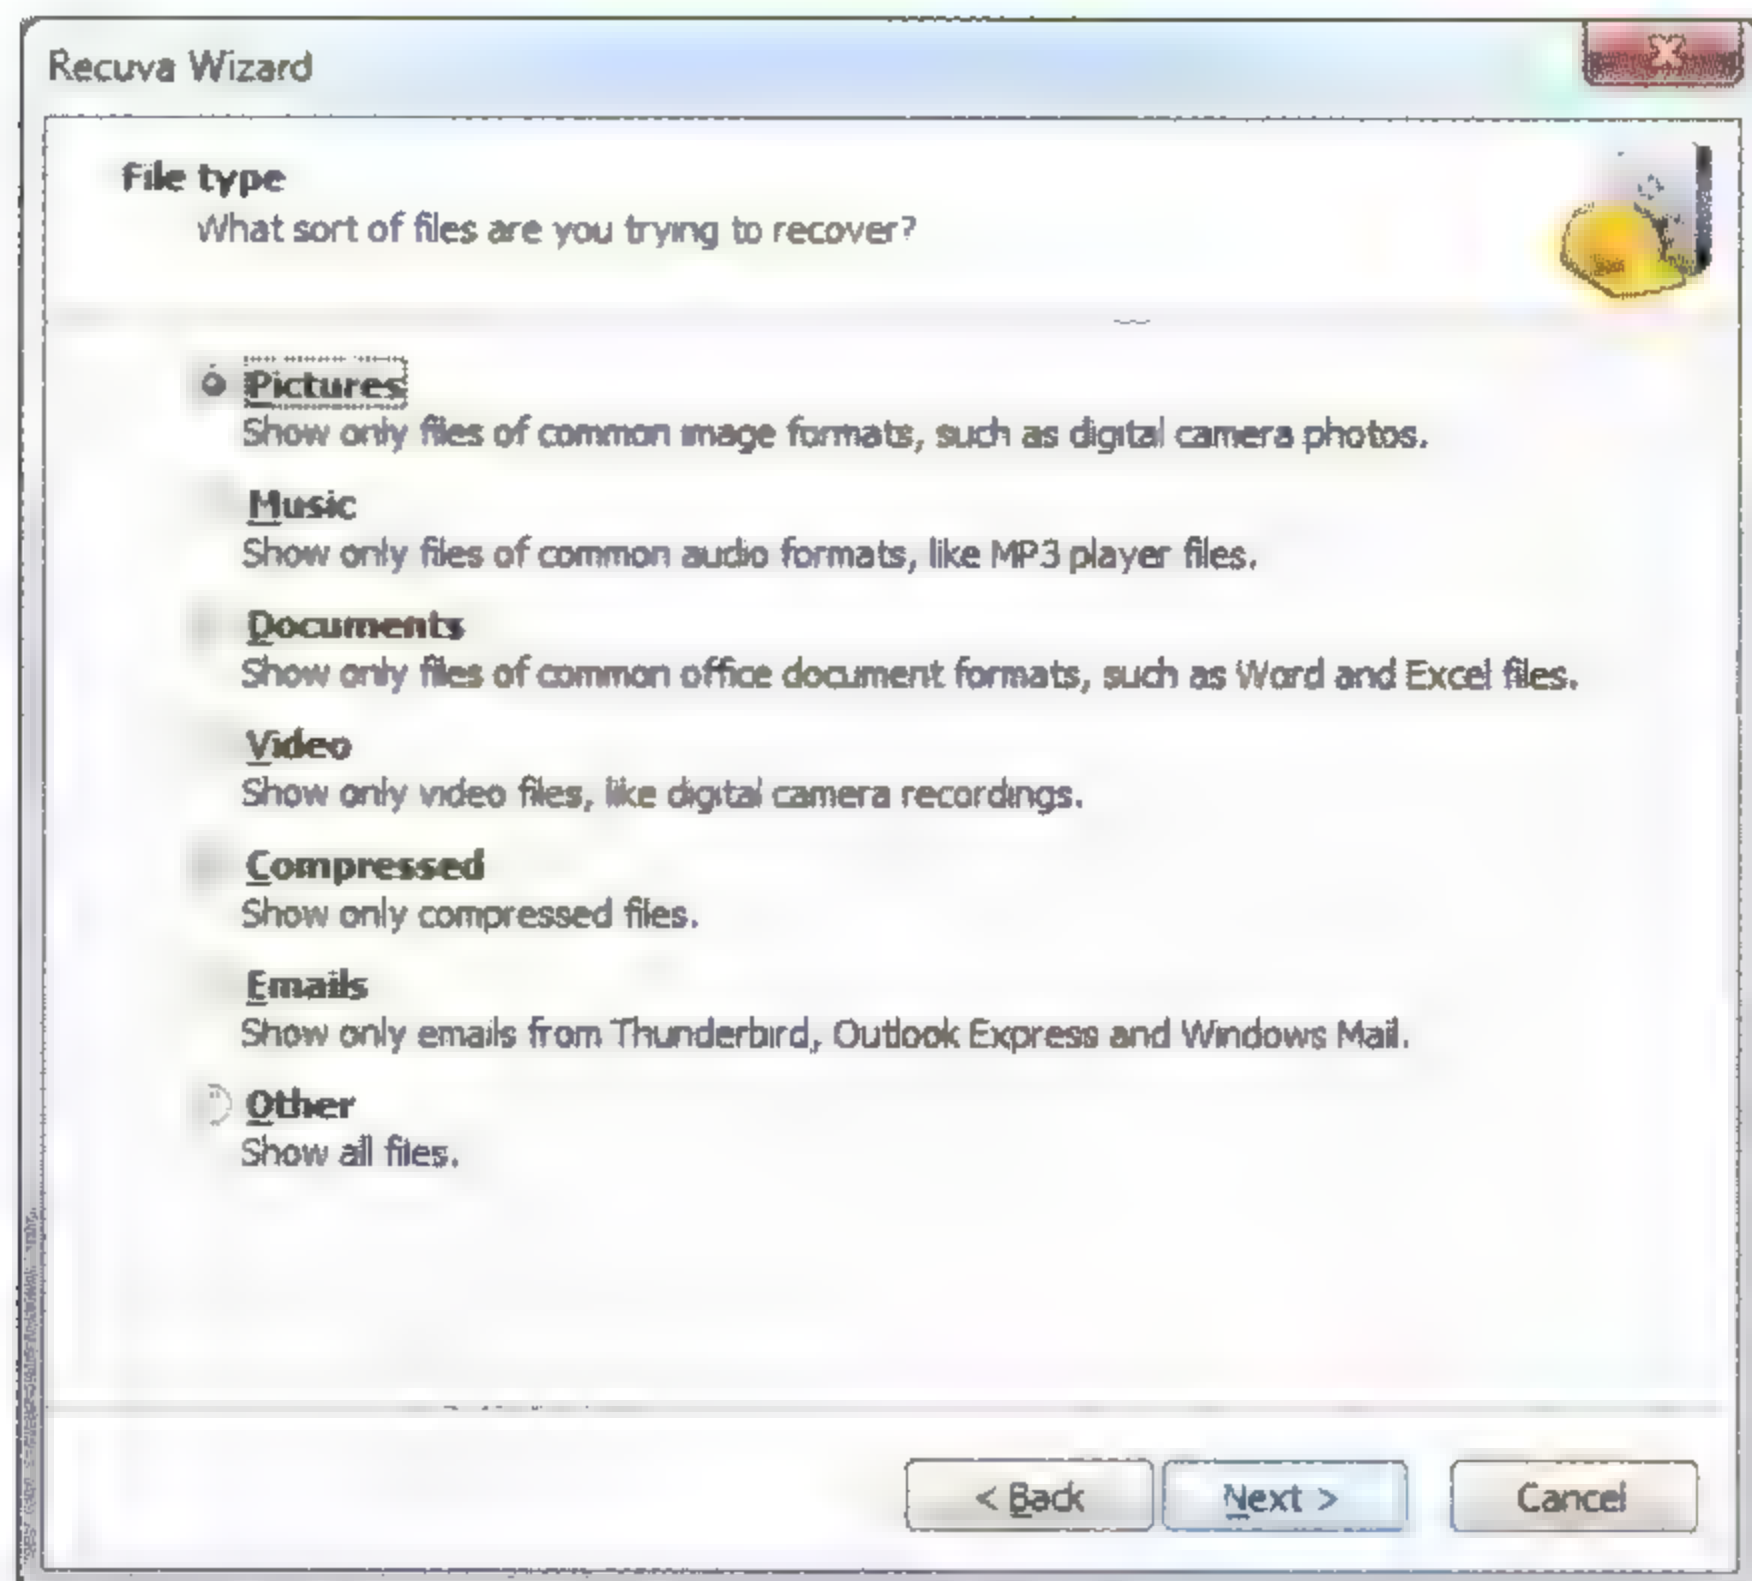 Recuva Wizard
File type
What sort of files are you trying to recover?
Pictures
Show only files of common image formats, such as digital camera photos.
Music
Show only files of common audio formats, like MP3 player files.
Documents
Show only files of common office document formats, such as Word and Excel files.
Video
Show only video files, like digital camera recordings.
Compressed
Show only compressed files.
Emails
Show only emails from Thunderbird, Outlook Express and Windows Mail.
Other
Show all files.
< Back Next > Cancel